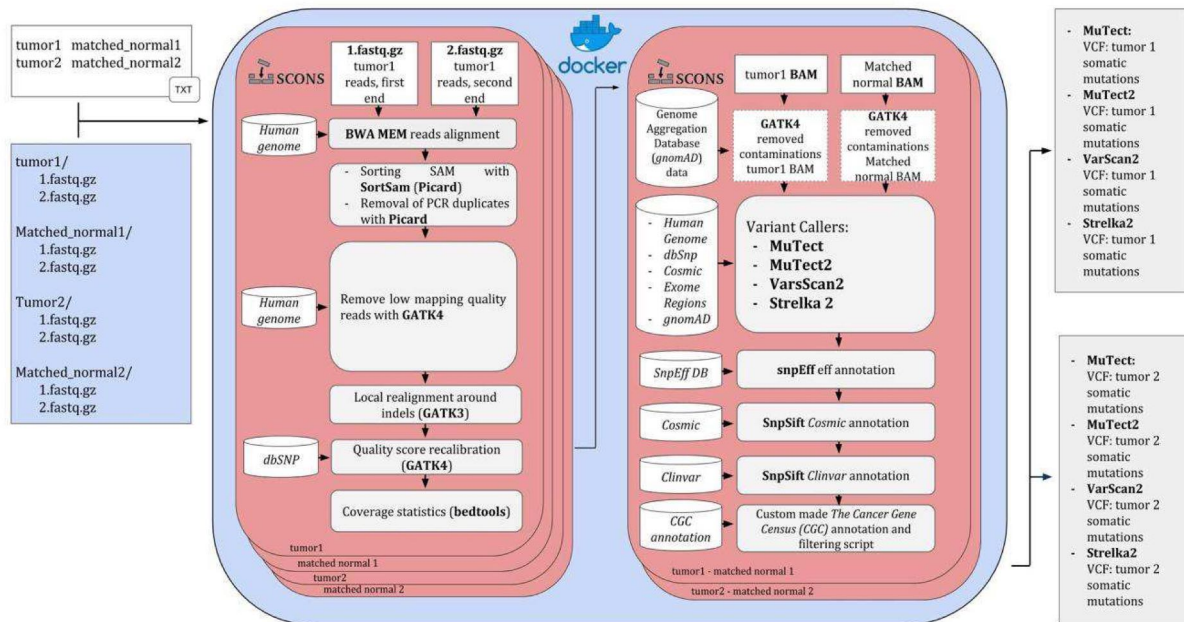 tumor1 matched_normal1
tumor2 matched_normal2
TXT
tumor1/
1.fastq.gz
2.fastq.gz
Matched_normal1/
1.fastq.gz
2.fastq.gz
Tumor2/
1.fastq.gz
2.fastq.gz
Matched_normal2/
1.fastq.gz
2.fastq.gz
SCONS
1.fastq.gz
tumor1
reads, first
end
2.fastq.gz
tumor1
reads, second
end
Human
genome
BWA MEM reads alignment
- Sorting SAM with
SortSam (Picard)
- Removal of PCR duplicates
with Picard
Human
genome
Remove low mapping quality
reads with GATK4
Local realignment around
indels (GATK3)
dbSNP
Quality score recalibration
(GATK4)
Coverage statistics (bedtools)
tumor1
matched normal 1
tumor2
matched normal 2
docker
SCONS
tumor1 BAM
Matched
normal BAM
Genome
Aggregation
Database
(gnomAD)
data
GATK4
removed
contaminations
tumor1 BAM
GATK4
removed
contaminations
Matched
normal BAM
- Human
Genome
- dbSnp
- Cosmic
- Exome
Regions
- gnomAD
Variant Callers:
- MuTect
- MuTect2
- VarsScan2
- Strelka 2
SnpEff DB
snpEff eff annotation
Cosmic
SnpSift Cosmic annotation
Clinvar
SnpSift Clinvar annotation
CGC
annotation
Custom made The Cancer Gene
Census (CGC) annotation and
filtering script
tumor1 - matched normal 1
tumor2 - matched normal 2
- MuTect:
VCF: tumor 1
somatic
mutations
- MuTect2
VCF: tumor 1
somatic
mutations
- VarScan2
VCF: tumor 1
somatic
mutations
- Strelka2
VCF: tumor 1
somatic
mutations
- MuTect:
VCF: tumor 2
somatic
mutations
- MuTect2
VCF: tumor 2
somatic
mutations
- VarScan2
VCF: tumor 2
somatic
mutations
- Strelka2
VCF: tumor 2
somatic
mutations